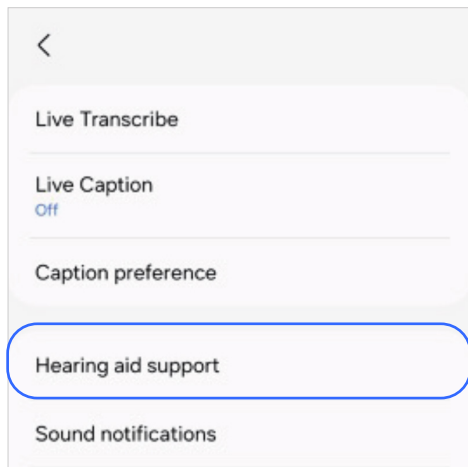 Live Transcribe
Live Caption
Off
Caption preference
Hearing aid support
Sound notifications